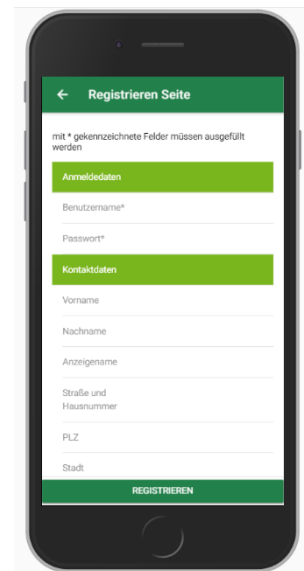 Registrieren Seite
mit * gekennzeichnete Felder müssen ausgefüllt
werden
Anmeldedaten
Benutzername*
Passwort*
Kontaktdaten
Vorname
Nachname
Anzeigename
Straße und
Hausnummer
PLZ
Stadt
REGISTRIEREN